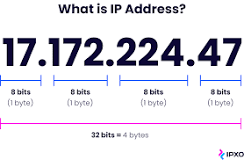 What is IP Address?
17.172.224.47
8 bits 8 bits 8 bits 8 bits
(1 byte) (1 byte) (1 byte) (1 byte)
32 bits = 4 bytes
IPXO